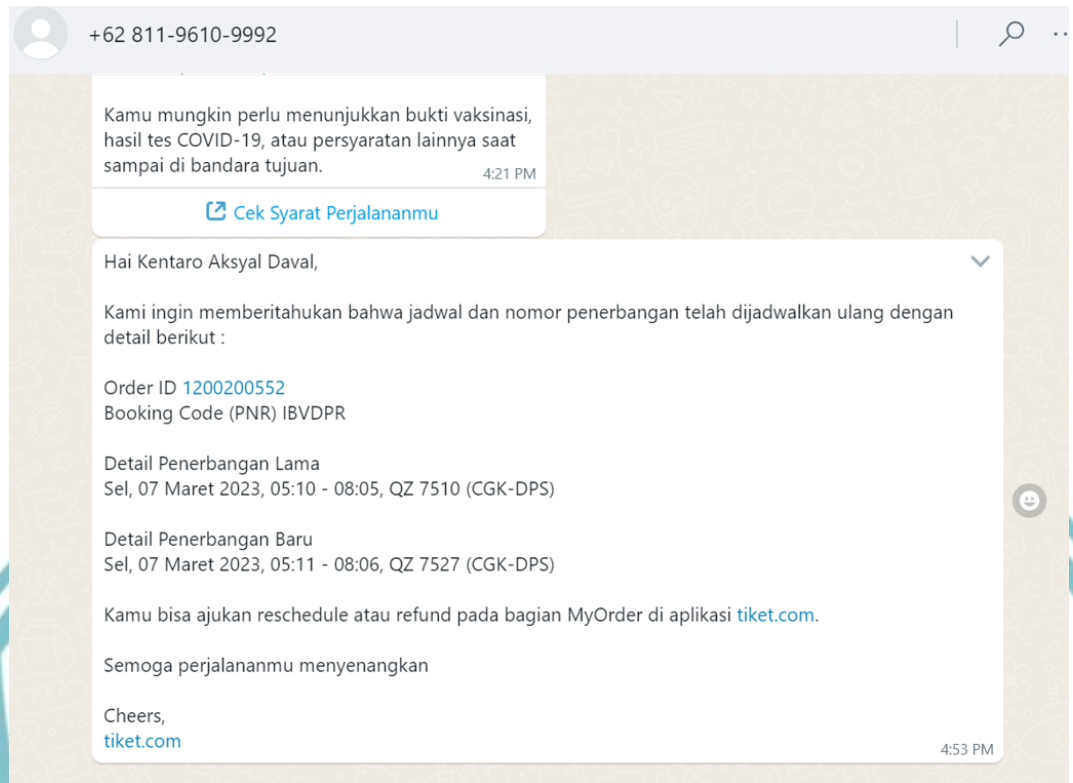 +62 811-9610-9992
Kamu mungkin perlu menunjukkan bukti vaksinasi,
hasil tes COVID-19, atau persyaratan lainnya saat
sampai di bandara tujuan.
4:21 PM
Cek Syarat Perjalananmu
Hai Kentaro Aksyal Daval,
Kami ingin memberitahukan bahwa jadwal dan nomor penerbangan telah dijadwalkan ulang dengan
detail berikut :
Order ID 1200200552
Booking Code (PNR) IBVDPR
Detail Penerbangan Lama
Sel, 07 Maret 2023, 05:10 - 08:05, QZ 7510 (CGK-DPS)
Detail Penerbangan Baru
Sel, 07 Maret 2023, 05:11 - 08:06, QZ 7527 (CGK-DPS)
Kamu bisa ajukan reschedule atau refund pada bagian MyOrder di aplikasi tiket.com.
Semoga perjalananmu menyenangkan
Cheers,
tiket.com
4:53 PM